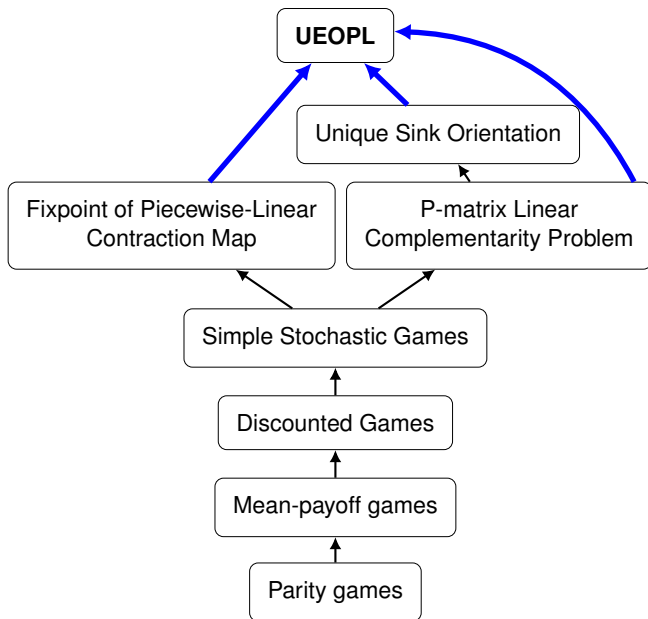 UEOPL
Unique Sink Orientation
Fixpoint of Piecewise-Linear
Contraction Map
P-matrix Linear
Complementarity Problem
Simple Stochastic Games
Discounted Games
Mean-payoff games
Parity games